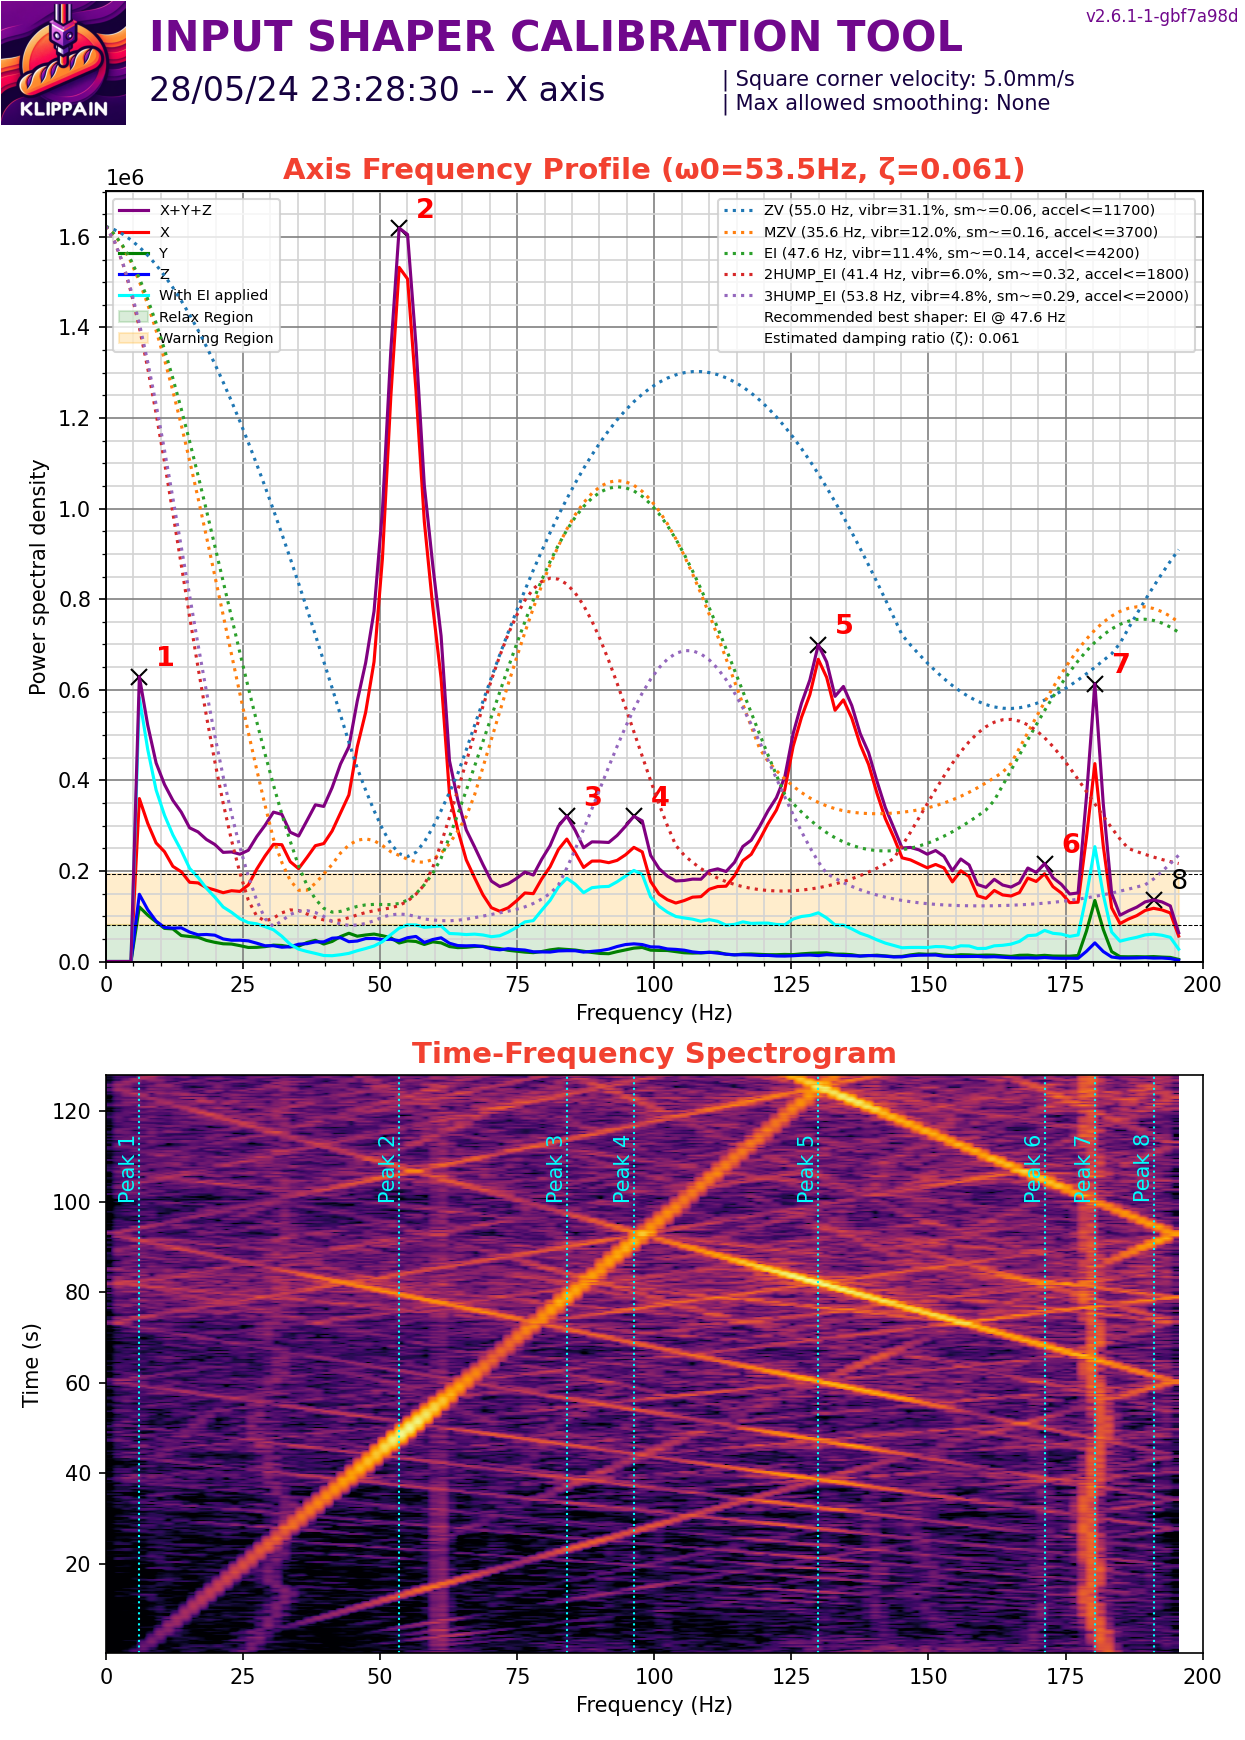 v2.6.1-1-gbf7a98d
INPUT SHAPER CALIBRATION TOOL
28/05/24 23:28:30 -- X axis
| Square corner velocity: 5.0mm/s
| Max allowed smoothing: None
KLIPPAIN
Axis Frequency Profile (ω0=53.5Hz, ζ=0.061)
1e6
X+Y+Z
X
Y
Z
With EI applied
Relax Region
Warning Region
ZV (55.0 Hz, vibr=31.1%, sm~=0.06, accel<=11700)
MZV (35.6 Hz, vibr=12.0%, sm~=0.16, accel<=3700)
EI (47.6 Hz, vibr=11.4%, sm~=0.14, accel<=4200)
2HUMP_EI (41.4 Hz, vibr=6.0%, sm~=0.32, accel<=1800)
3HUMP_EI (53.8 Hz, vibr=4.8%, sm~=0.29, accel<=2000)
Recommended best shaper: EI @ 47.6 Hz
Estimated damping ratio (ζ): 0.061
1
2
3
4
5
6
7
8
Power spectral density
1.6
1.4
1.2
1.0
0.8
0.6
0.4
0.2
0.0
0 25 50 75 100 125 150 175 200
Frequency (Hz)
Time-Frequency Spectrogram
Time (s)
120
100
80
60
40
20
Peak 1
Peak 2
Peak 3
Peak 4
Peak 5
Peak 6
Peak 7
Peak 8
0 25 50 75 100 125 150 175 200
Frequency (Hz)